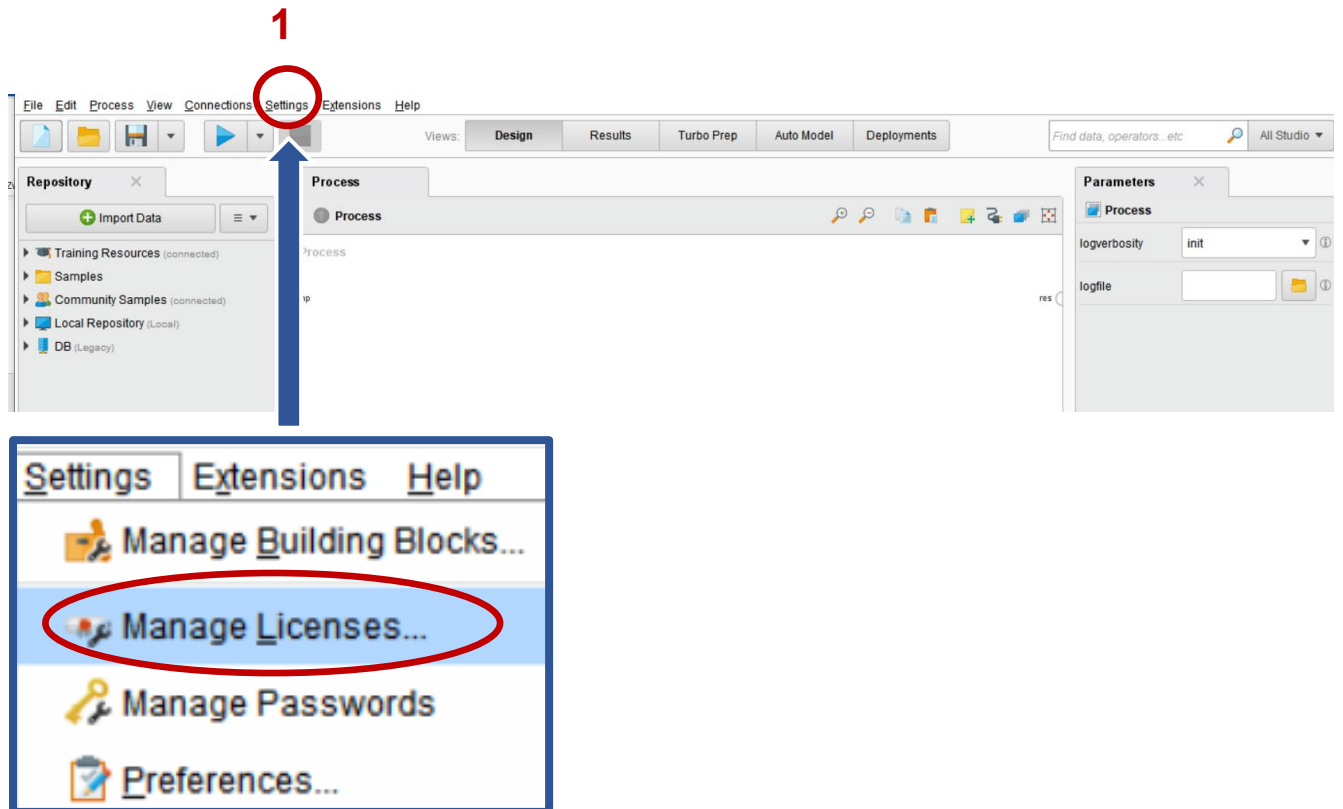 1
File Edit Process View Connections Settings Extensions Help
Views: Design Results Turbo Prep Auto Model Deployments Find data, operators...etc All Studio
Repository Process Parameters
Import Data Process Process
Training Resources (connected) Process logverbosity init
Samples
Community Samples (connected) res logfile
Local Repository (Local)
DB (Legacy)
Settings Extensions Help
Manage Building Blocks...
Manage Licenses...
Manage Passwords
Preferences...